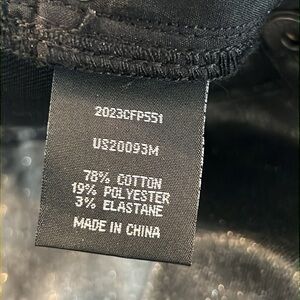 2023CFP551
US20093M
78% COTTON
19% POLYESTER
3% ELASTANE
MADE IN CHINA